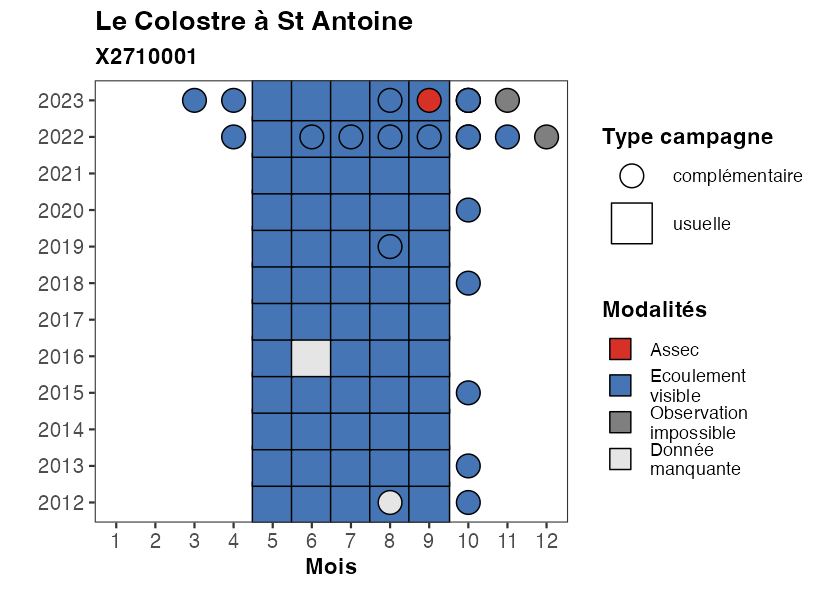 Le Colostre à St Antoine
X2710001
2023
2022
2021
2020
2019
2018
2017
2016
2015
2014
2013
2012
1 2 3 4 5 6 7 8 9 10 11 12
Mois
Type campagne
complémentaire
usuelle
Modalités
Assec
Ecoulement
visible
Observation
impossible
Donnée
manquante